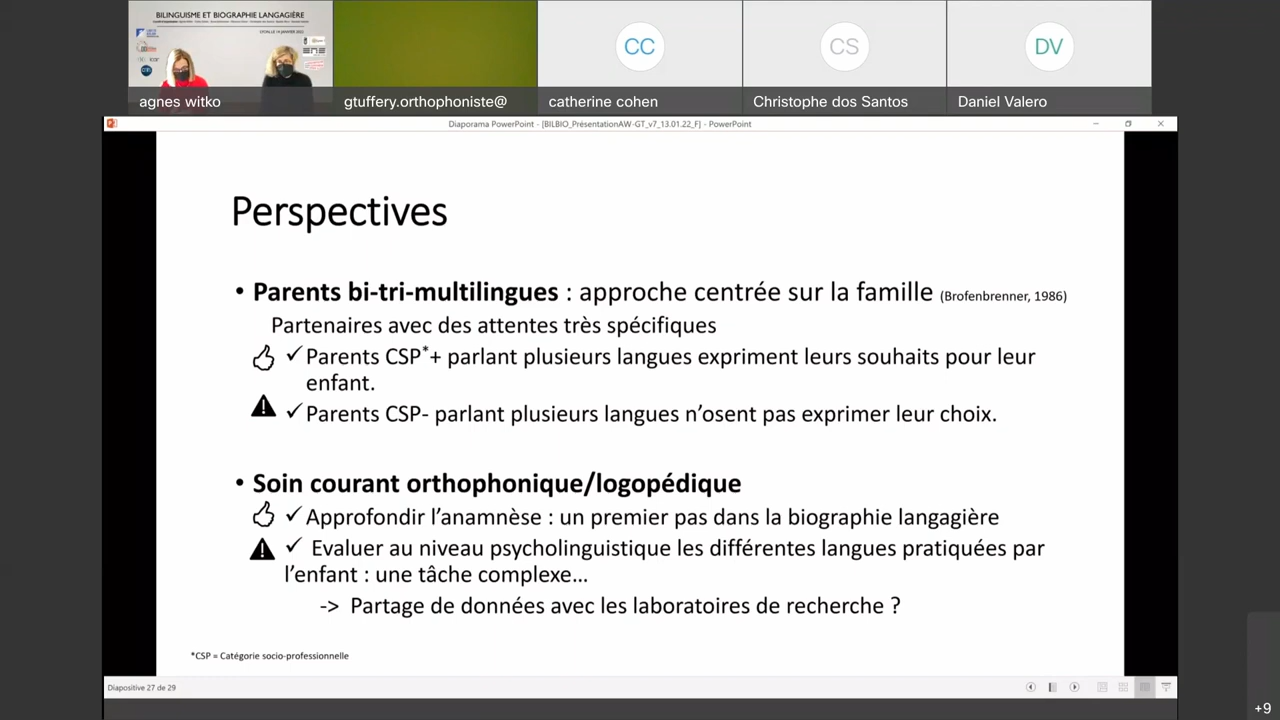 BILINGUISME ET BIOGRAPHIE LANGAGIÈRE
LYON LE 14 JANVIER 2022
agnes witko
gtuffery.orthophoniste@
CC
catherine cohen
CS
Christophe dos Santos
DV
Daniel Valero
Diaporama PowerPoint - [BILBIO_PrésentationAW-GT_v7_13.01.22_F] - PowerPoint
Perspectives
• Parents bi-tri-multilingues : approche centrée sur la famille (Brofenbrenner, 1986)
Partenaires avec des attentes très spécifiques
✓ Parents CSP*+ parlant plusieurs langues expriment leurs souhaits pour leur
enfant.
✓ Parents CSP- parlant plusieurs langues n’osent pas exprimer leur choix.
• Soin courant orthophonique/logopédique
✓ Approfondir l’anamnèse : un premier pas dans la biographie langagière
✓ Evaluer au niveau psycholinguistique les différentes langues pratiquées par
l’enfant : une tâche complexe…
-> Partage de données avec les laboratoires de recherche ?
*CSP = Catégorie socio-professionnelle
Diapositive 27 de 29
+9